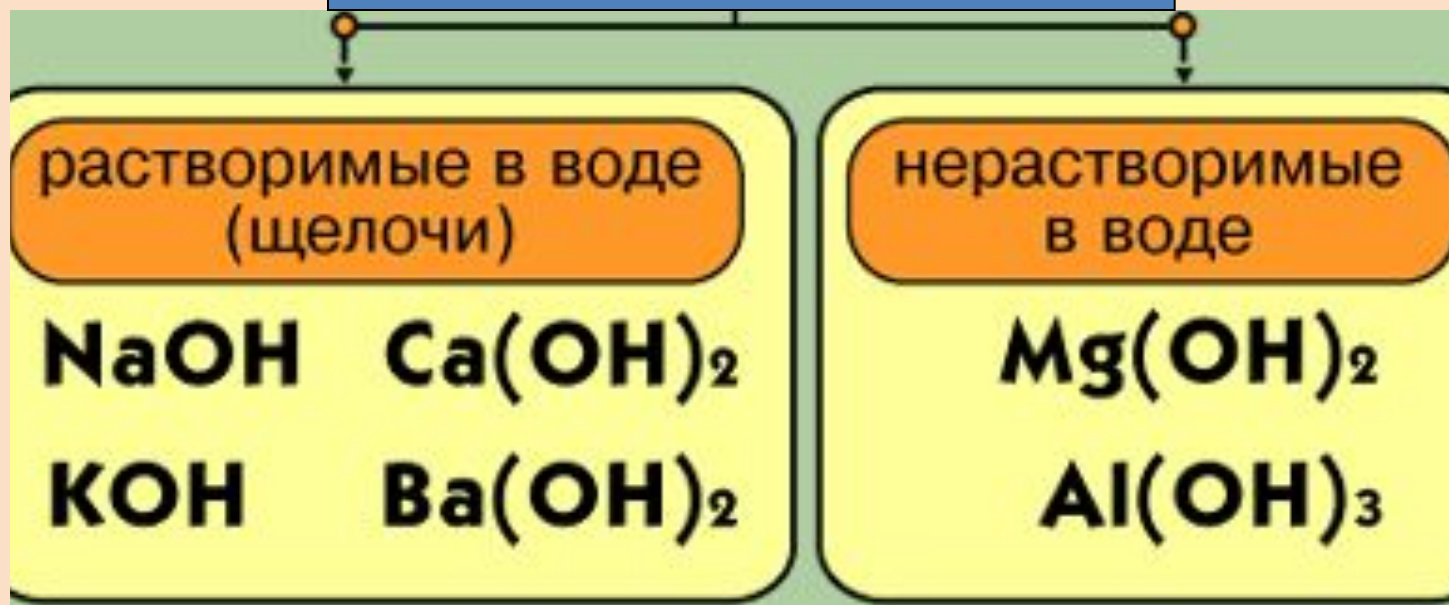 растворимые в воде
(щелочи)
NaOH Ca(OH)₂
KOH Ba(OH)₂
нерастворимые
в воде
Mg(OH)₂
Al(OH)₃